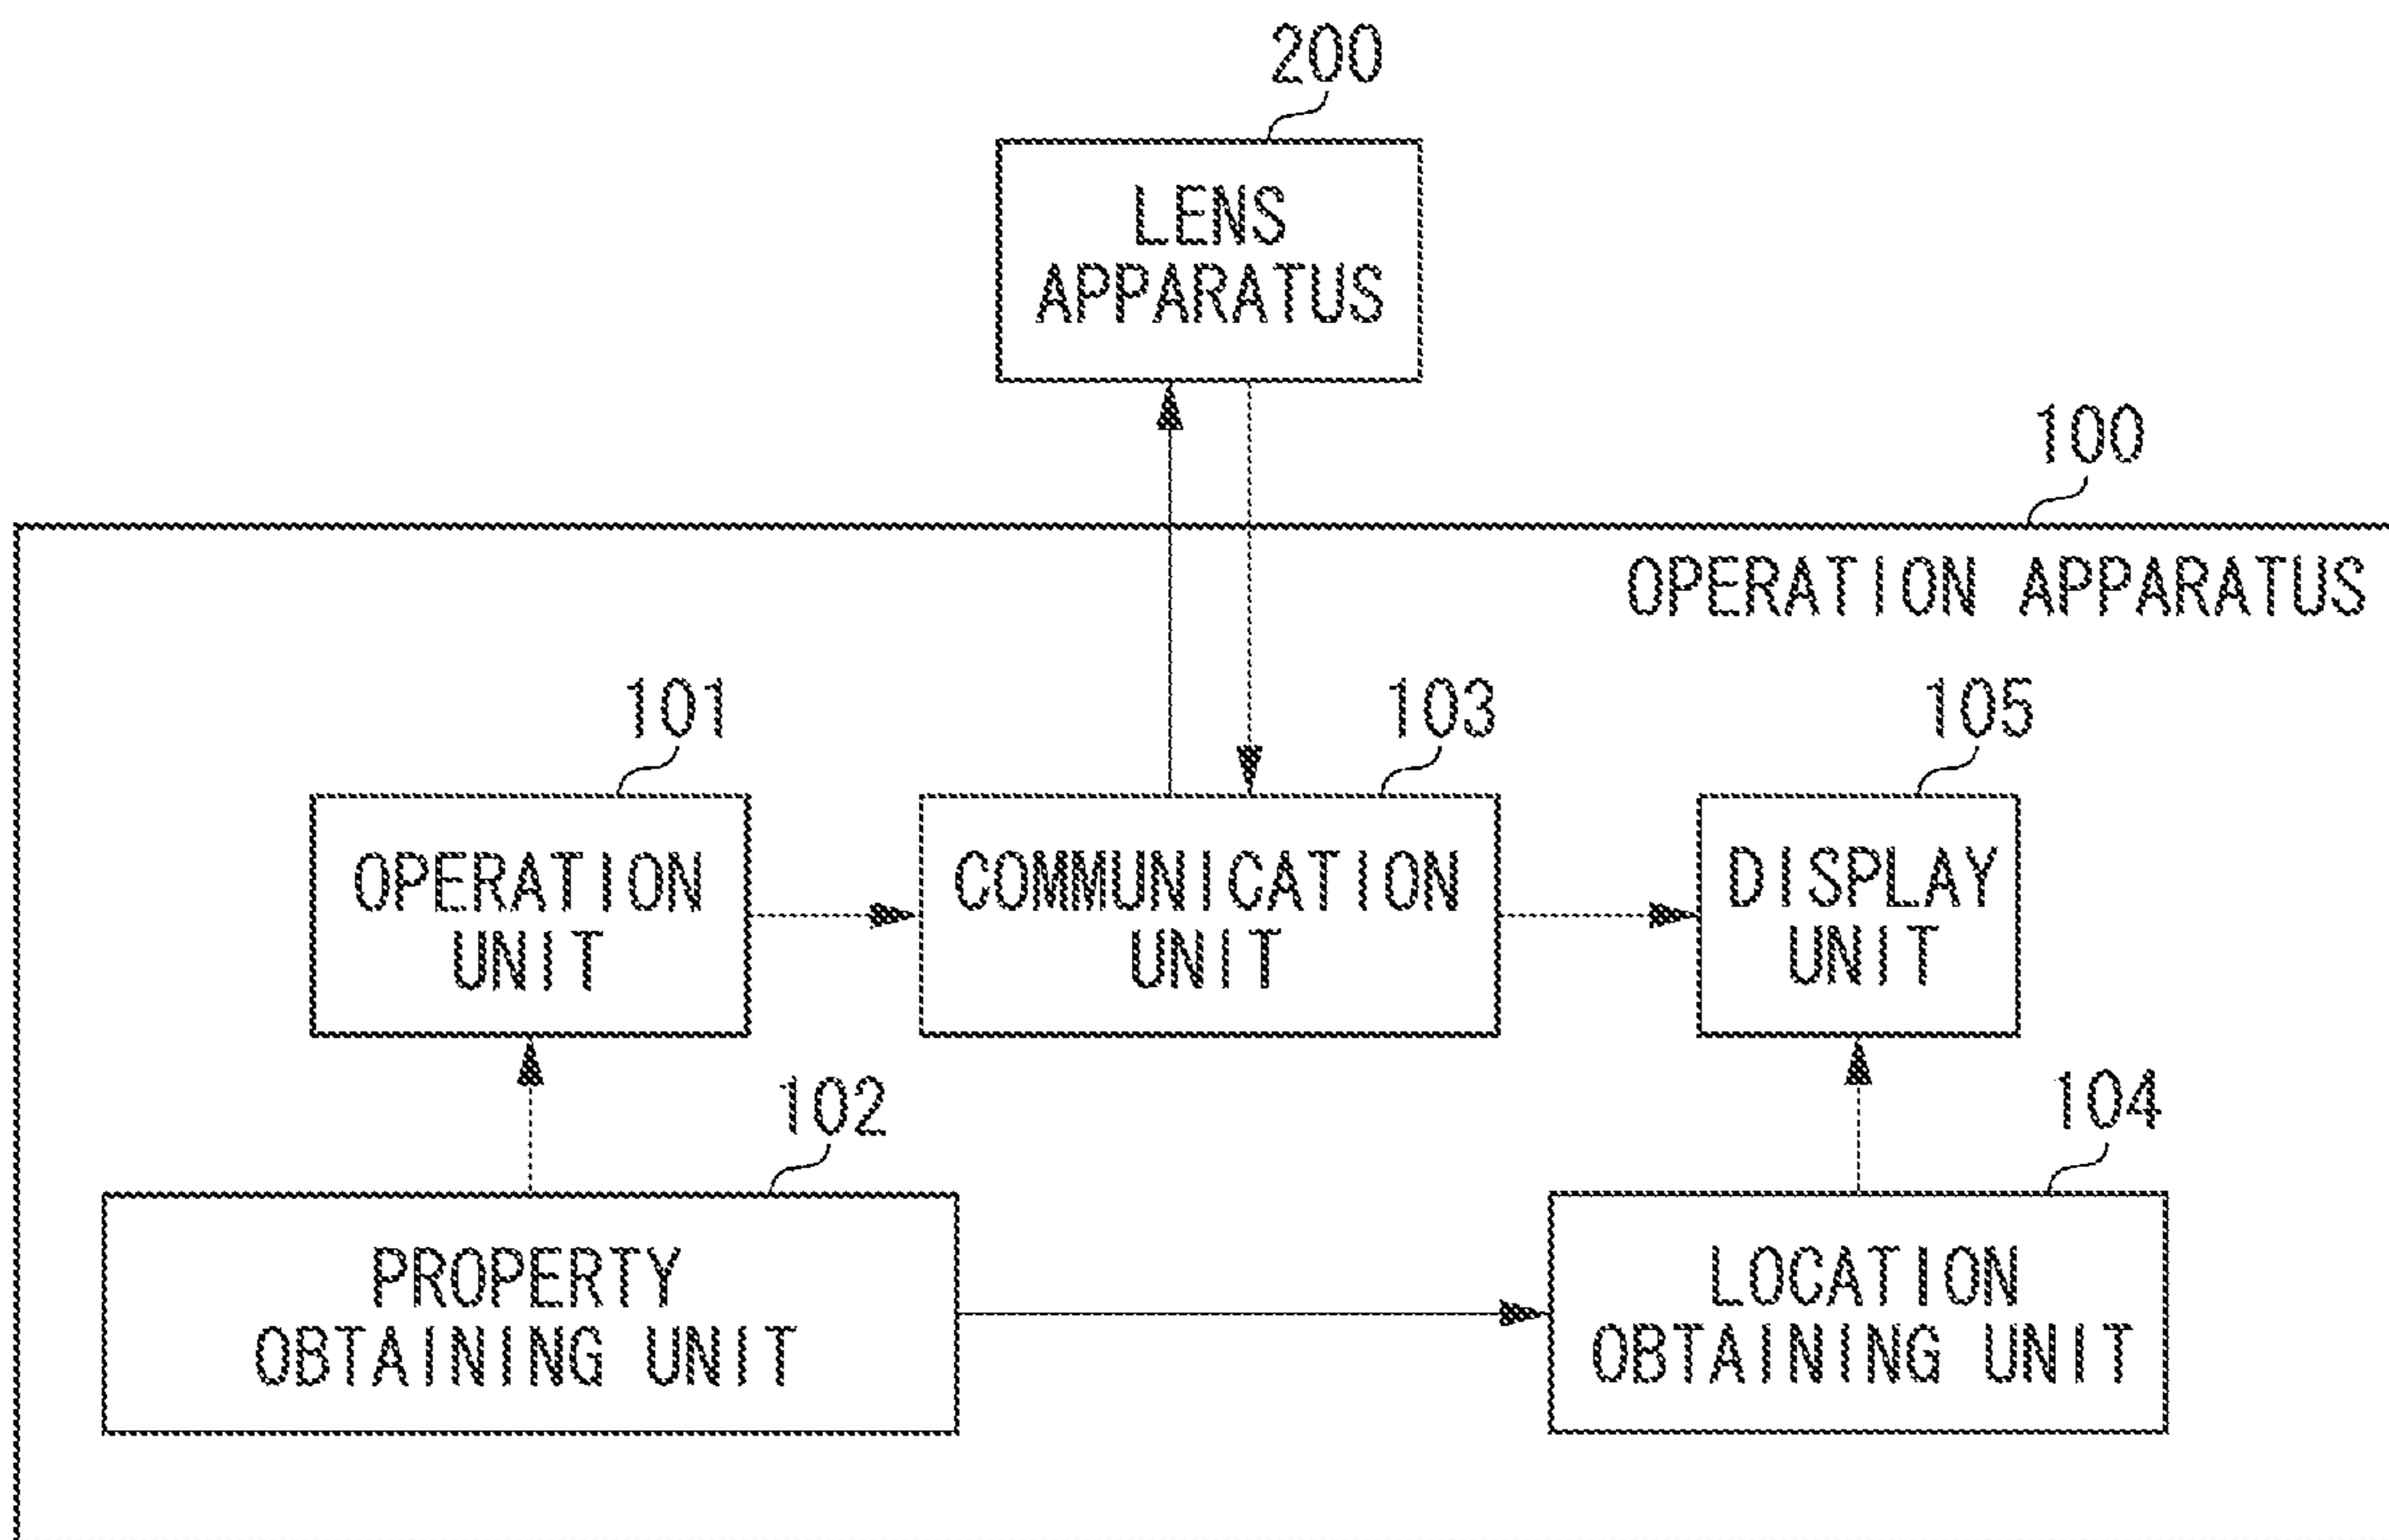 200
LENS
APPARATUS
100
OPERATION APPARATUS
101
103
105
OPERATION
UNIT
COMMUNICATION
UNIT
DISPLAY
UNIT
102
104
PROPERTY
OBTAINING UNIT
LOCATION
OBTAINING UNIT